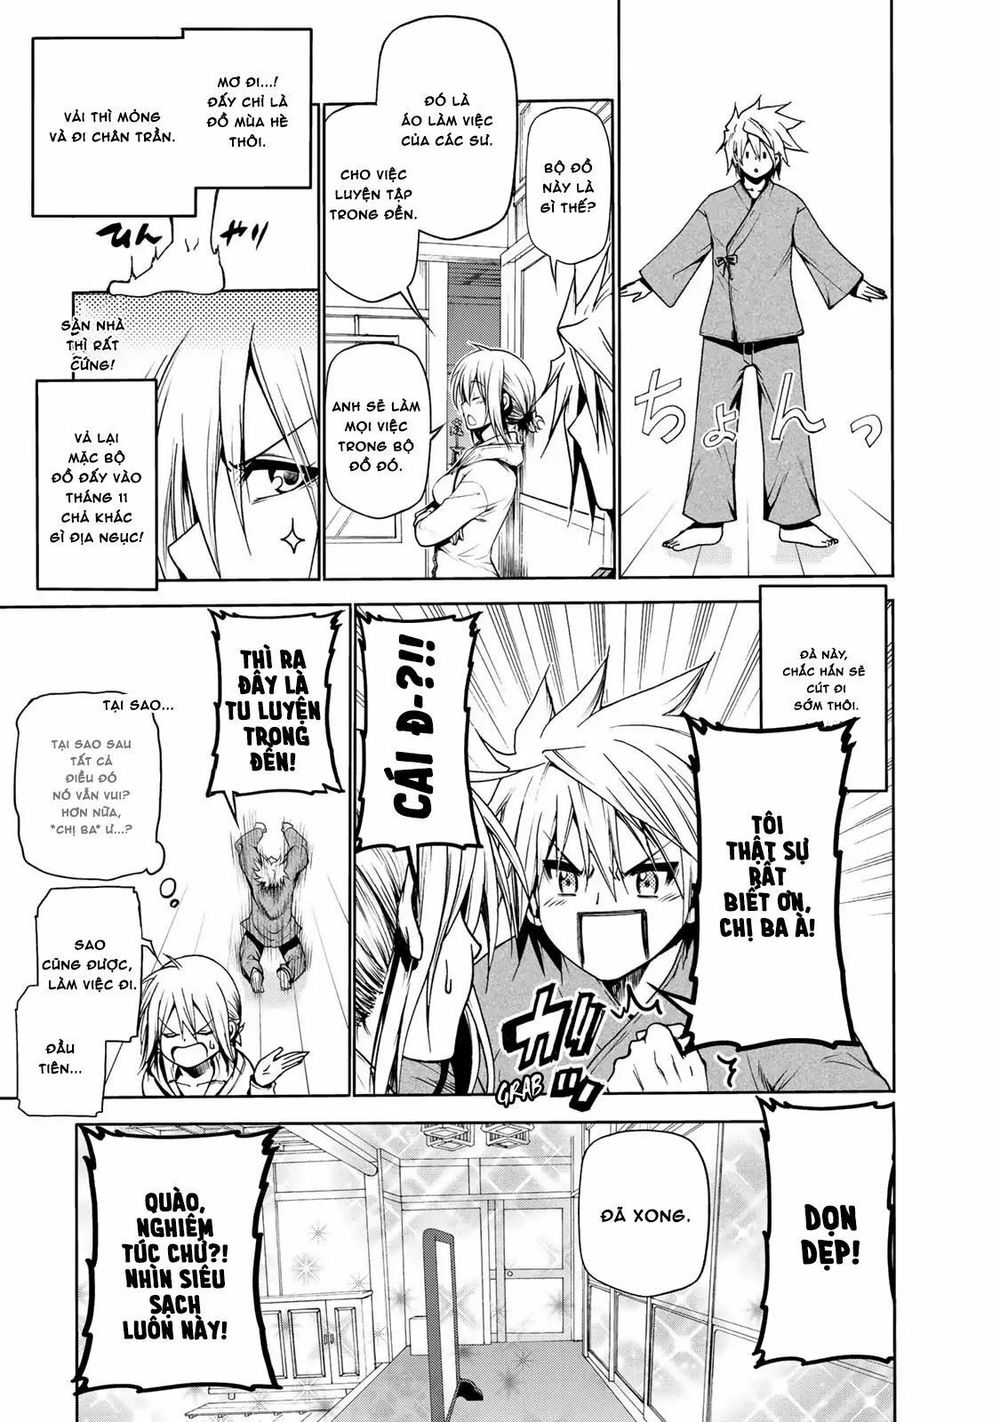 BỘ ĐỒ
NÀY LÀ
GÌ THẾ?
ĐÓ LÀ
ÁO LÀM VIỆC
CỦA CÁC SƯ.
CHO VIỆC
LUYỆN TẬP
TRONG ĐỀN.
ANH SẼ LÀM
MỌI VIỆC
TRONG BỘ
ĐỒ ĐÓ.
ちょんっ
MƠ ĐI...!
ĐẤY CHỈ LÀ
ĐỒ MÙA HÈ
THÔI.
VẢI THÌ MỎNG
VÀ ĐI CHÂN TRẦN.
SÀN NHÀ
THÌ RẤT
CỨNG!
VẢ LẠI
MẶC BỘ
ĐỒ ĐẤY VÀO
THÁNG 11
CHẢ KHÁC
GÌ ĐỊA NGỤC!
ĐÀ NÀY,
CHẮC HẲN SẼ
CÚT ĐI
SỚM THÔI.
TÔI
THẬT SỰ
RẤT
BIẾT ƠN,
CHỊ BA À!
GRAB
CÁI Đ-?!!
THÌ RA
ĐÂY LÀ
TU LUYỆN
TRONG
ĐỀN!
TẠI SAO...
TẠI SAO SAU
TẤT CẢ
ĐIỀU ĐÓ
NÓ VẪN VUI?
HƠN NỮA,
"CHỊ BA" Ư...?
SAO
CŨNG ĐƯỢC,
LÀM VIỆC ĐI.
ĐẦU
TIÊN...
DỌN
DẸP!
ĐÃ XONG.
QUÀO,
NGHIÊM
TÚC CHỨ?!
NHÌN SIÊU
SẠCH
LUÔN NÀY!